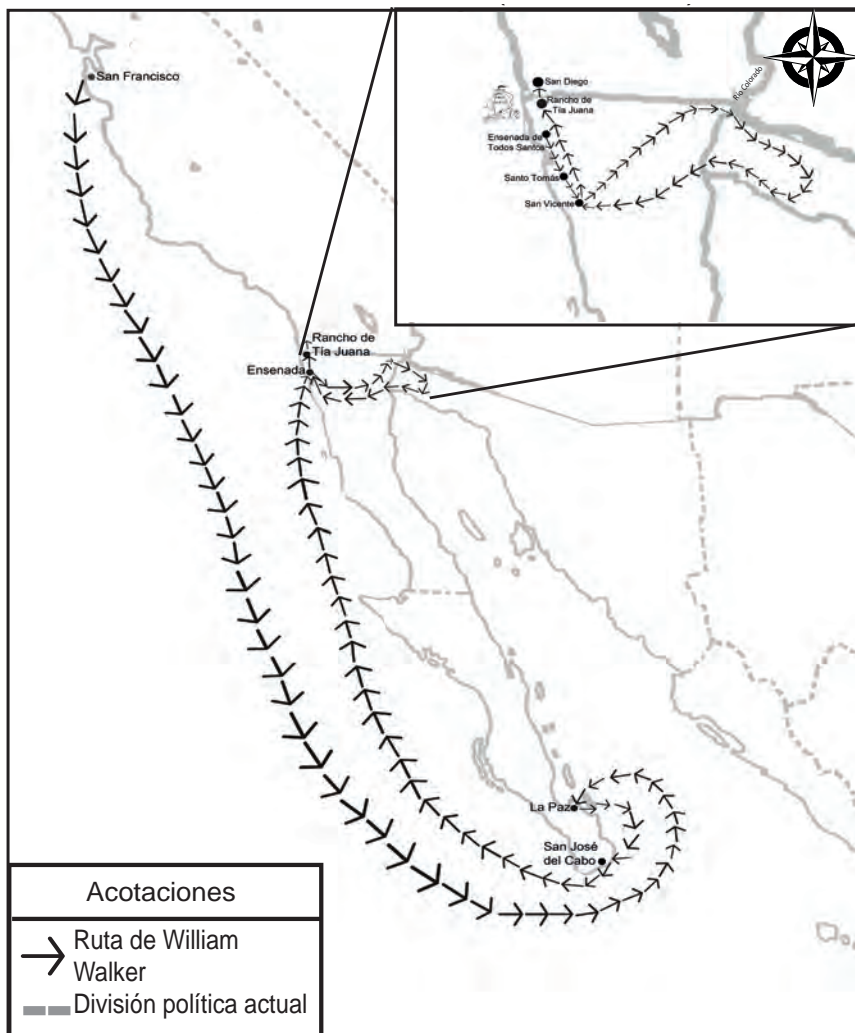 San Francisco
San Diego
Rancho de
Tía Juana
Río Colorado
Ensenada de
Todos Santos
Santo Tomás
San Vicente
Rancho de
Tía Juana
Ensenada
La Paz
San José
del Cabo
Acotaciones
Ruta de William
Walker
División política actual